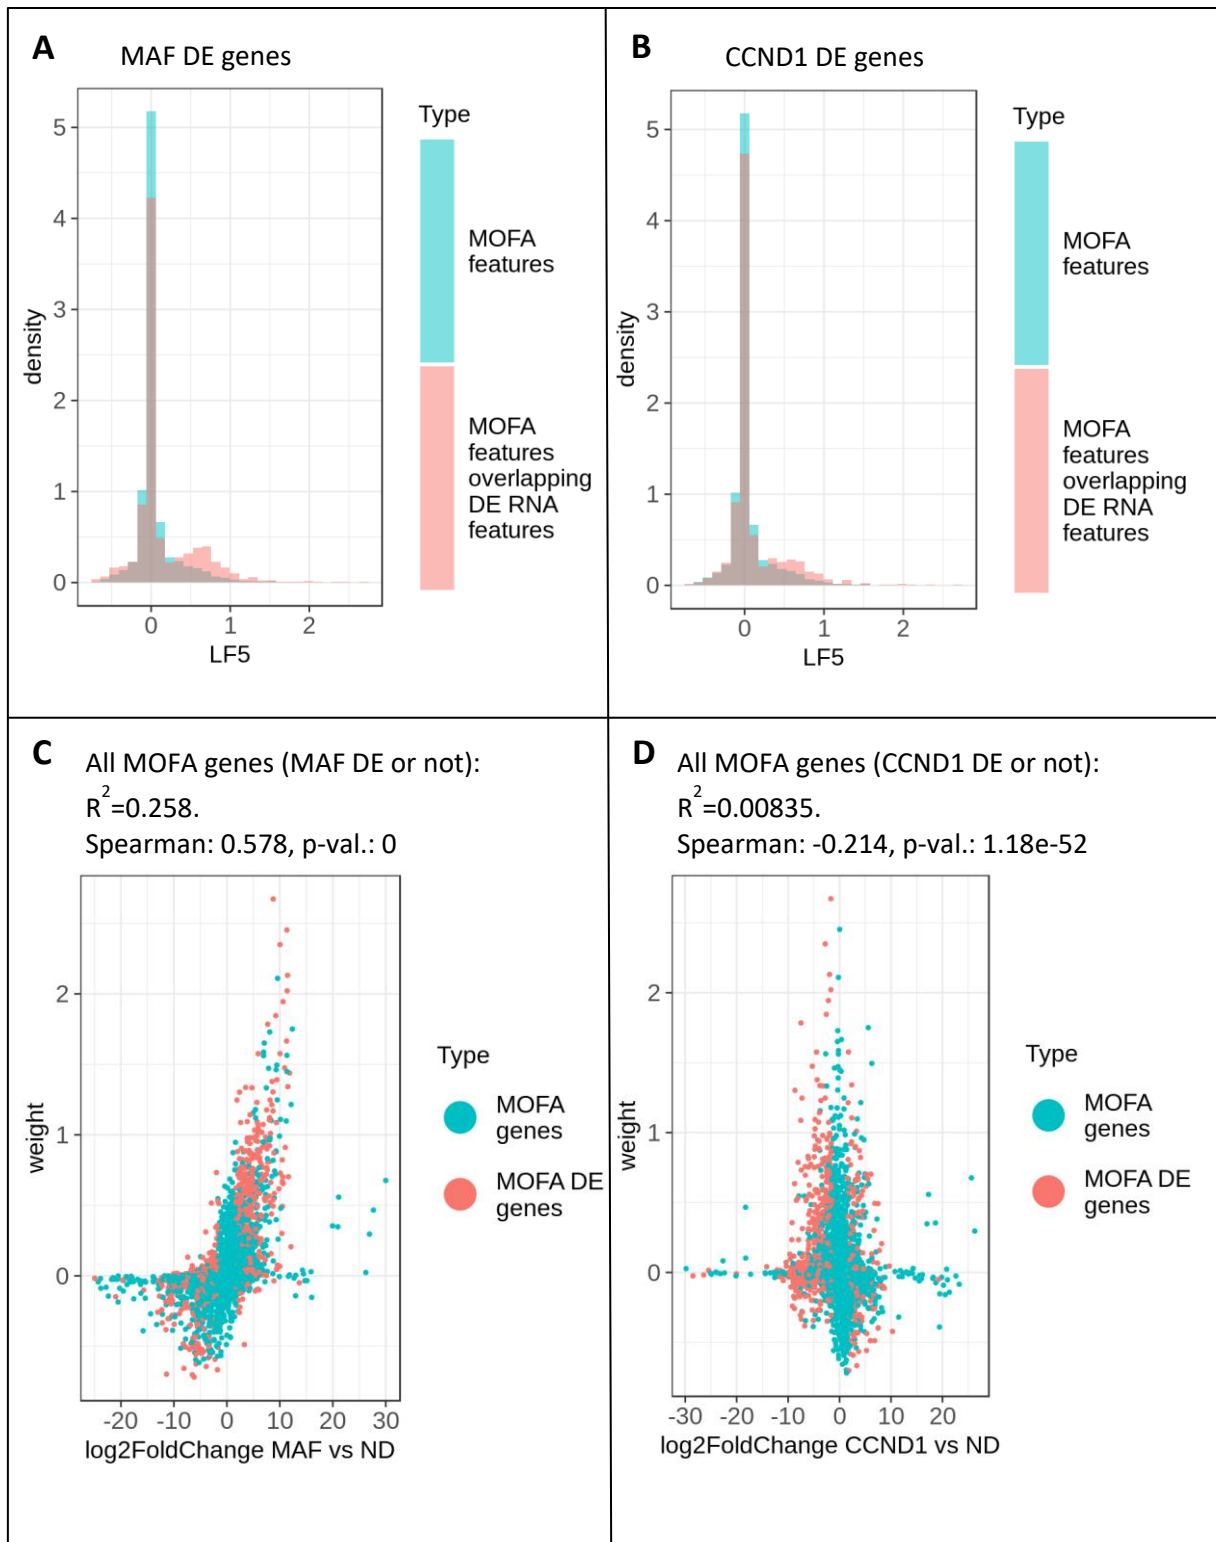 A
MAF DE genes
5
4
3
2
1
0
density
0 1 2
LF5
Type
MOFA
features
MOFA
features
overlapping
DE RNA
features
B
CCND1 DE genes
5
4
3
2
1
0
density
0 1 2
LF5
Type
MOFA
features
MOFA
features
overlapping
DE RNA
features
C
All MOFA genes (MAF DE or not):
R²=0.258.
Spearman: 0.578, p-val.: 0
2
1
0
weight
-20 -10 0 10 20 30
log2FoldChange MAF vs ND
Type
MOFA
genes
MOFA DE
genes
D
All MOFA genes (CCND1 DE or not):
R²=0.00835.
Spearman: -0.214, p-val.: 1.18e-52
2
1
0
weight
-30 -20 -10 0 10 20
log2FoldChange CCND1 vs ND
Type
MOFA
genes
MOFA DE
genes